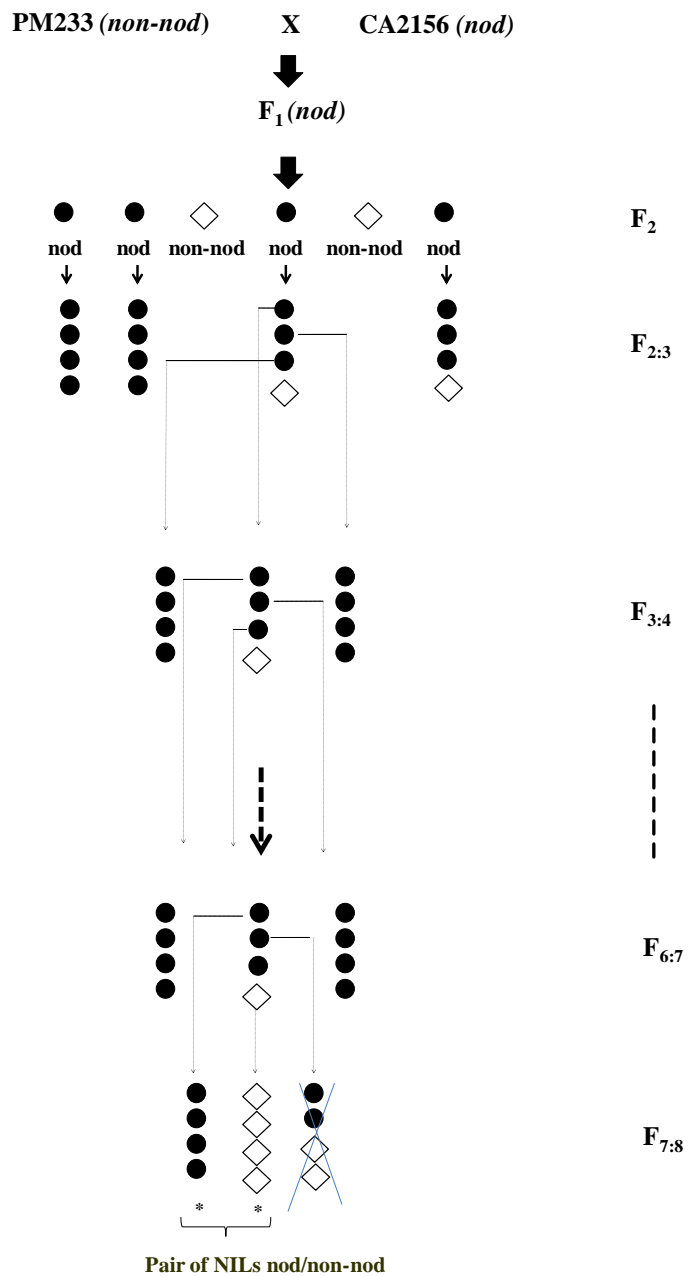 PM233 (non-nod) X CA2156 (nod)
F1 (nod)
F2
nod nod non-nod nod non-nod nod
F2:3
F3:4
F6:7
F7:8
* *
Pair of NILs nod/non-nod